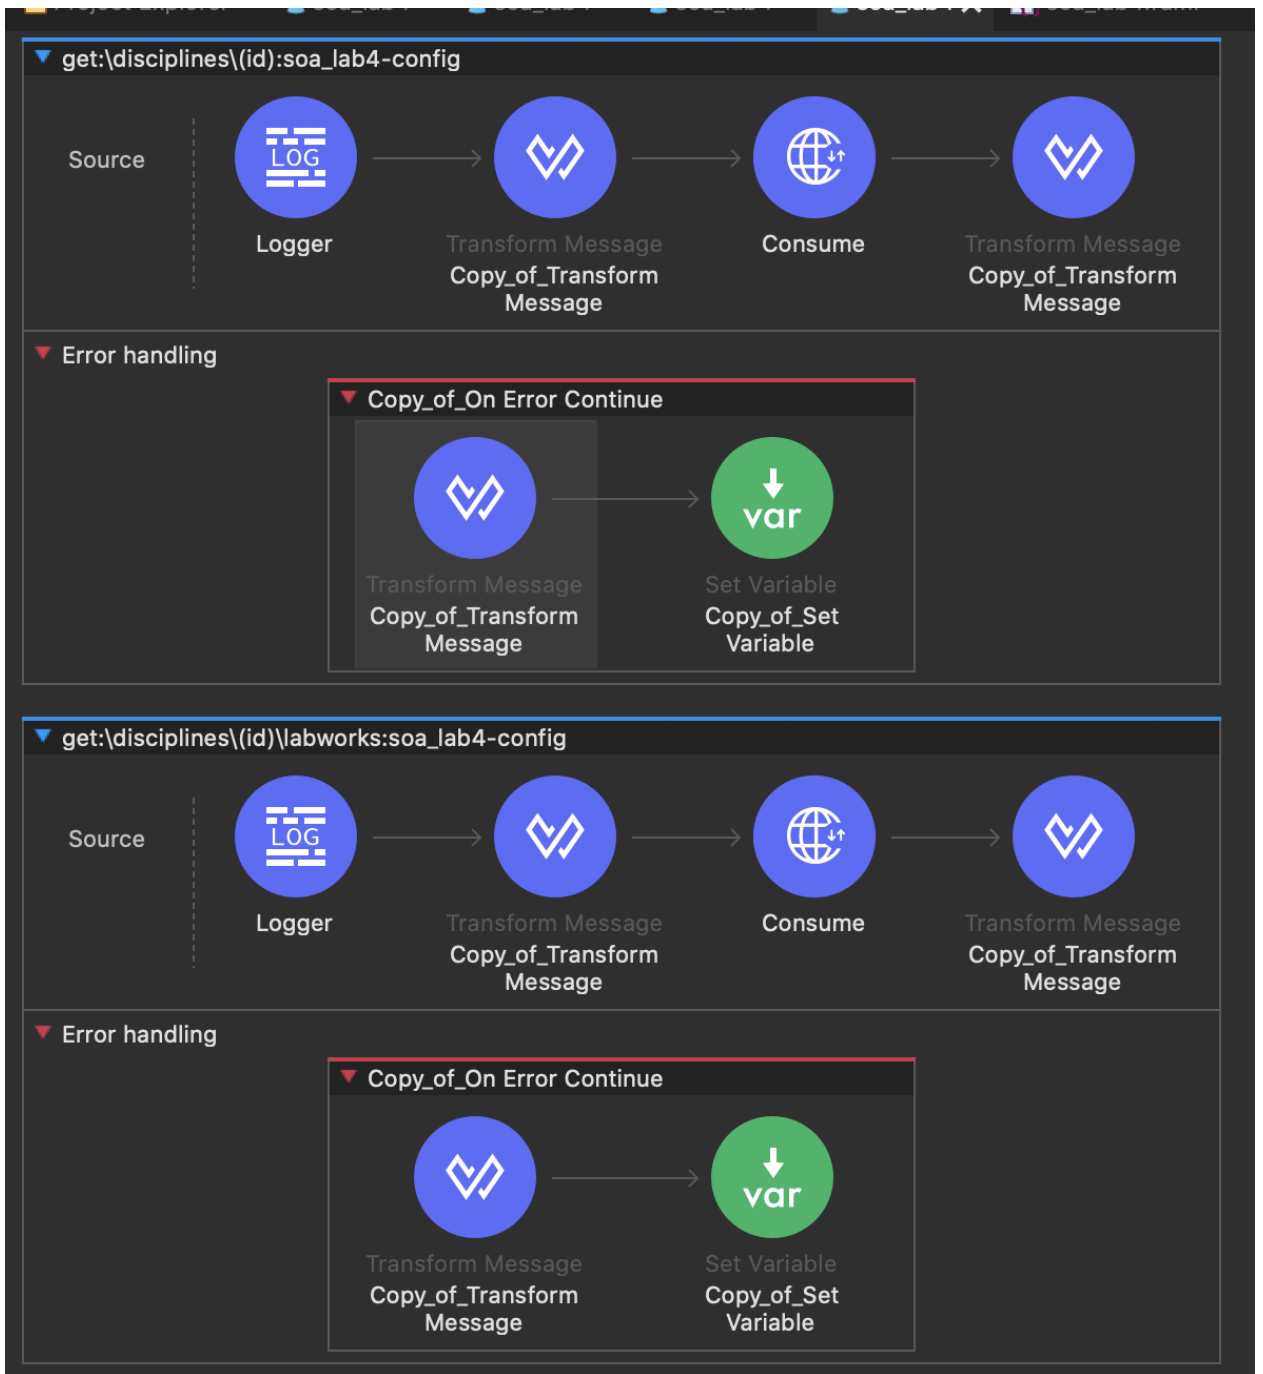 get:\disciplines\(id):soa_lab4-config
Source
LOG
Logger
Transform Message
Copy_of_Transform
Message
Consume
Transform Message
Copy_of_Transform
Message
Error handling
Copy_of_On Error Continue
Transform Message
Copy_of_Transform
Message
var
Set Variable
Copy_of_Set
Variable
get:\disciplines\(id)\labworks:soa_lab4-config
Source
LOG
Logger
Transform Message
Copy_of_Transform
Message
Consume
Transform Message
Copy_of_Transform
Message
Error handling
Copy_of_On Error Continue
Transform Message
Copy_of_Transform
Message
var
Set Variable
Copy_of_Set
Variable